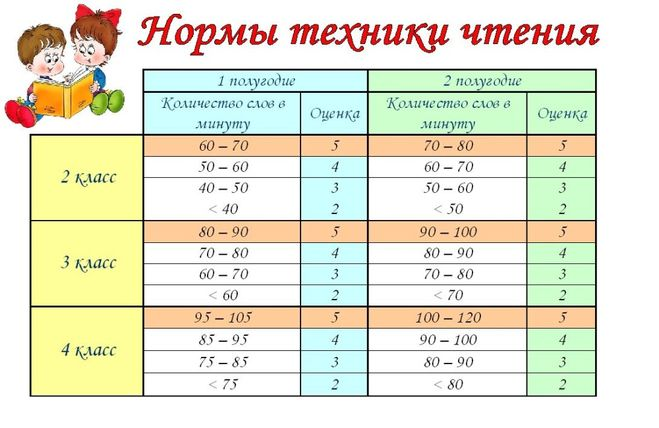 Нормы техники чтения
1 полугодие 2 полугодие
Количество слов в минуту Оценка Количество слов в минуту Оценка
2 класс
60 – 70 5 70 – 80 5
50 – 60 4 60 – 70 4
40 – 50 3 50 – 60 3
< 40 2 < 50 2
3 класс
80 – 90 5 90 – 100 5
70 – 80 4 80 – 90 4
60 – 70 3 70 – 80 3
< 60 2 < 70 2
4 класс
95 – 105 5 100 – 120 5
85 – 95 4 90 – 100 4
75 – 85 3 80 – 90 3
< 75 2 < 80 2